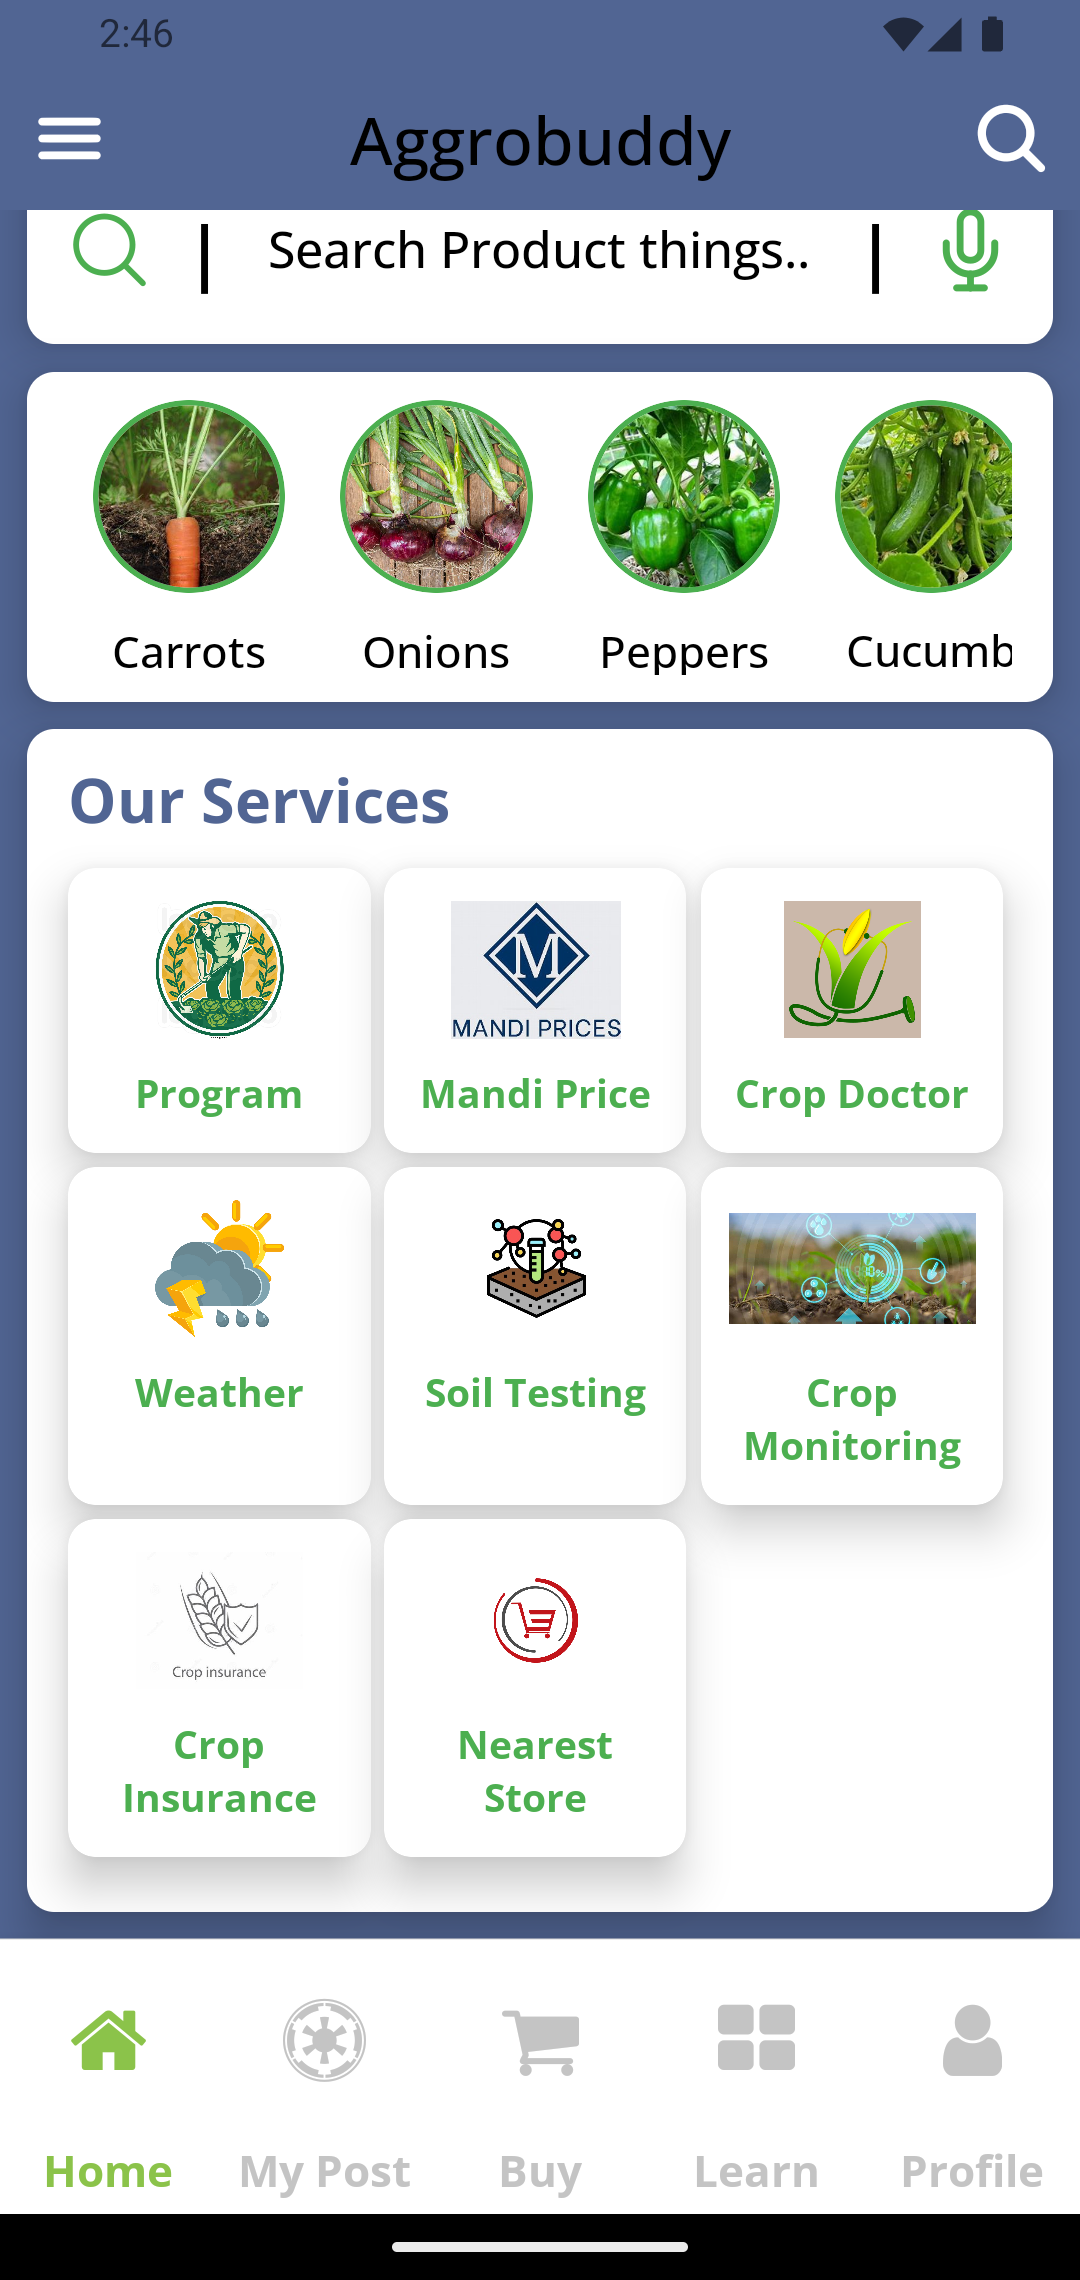 2:46
Aggrobuddy
Search Product things..
Carrots
Onions
Peppers
Cucumb
Our Services
MANDI PRICES
Program
Mandi Price
Crop Doctor
Weather
Soil Testing
Crop
Monitoring
Crop insurance
Crop
Insurance
Nearest
Store
Home
My Post
Buy
Learn
Profile